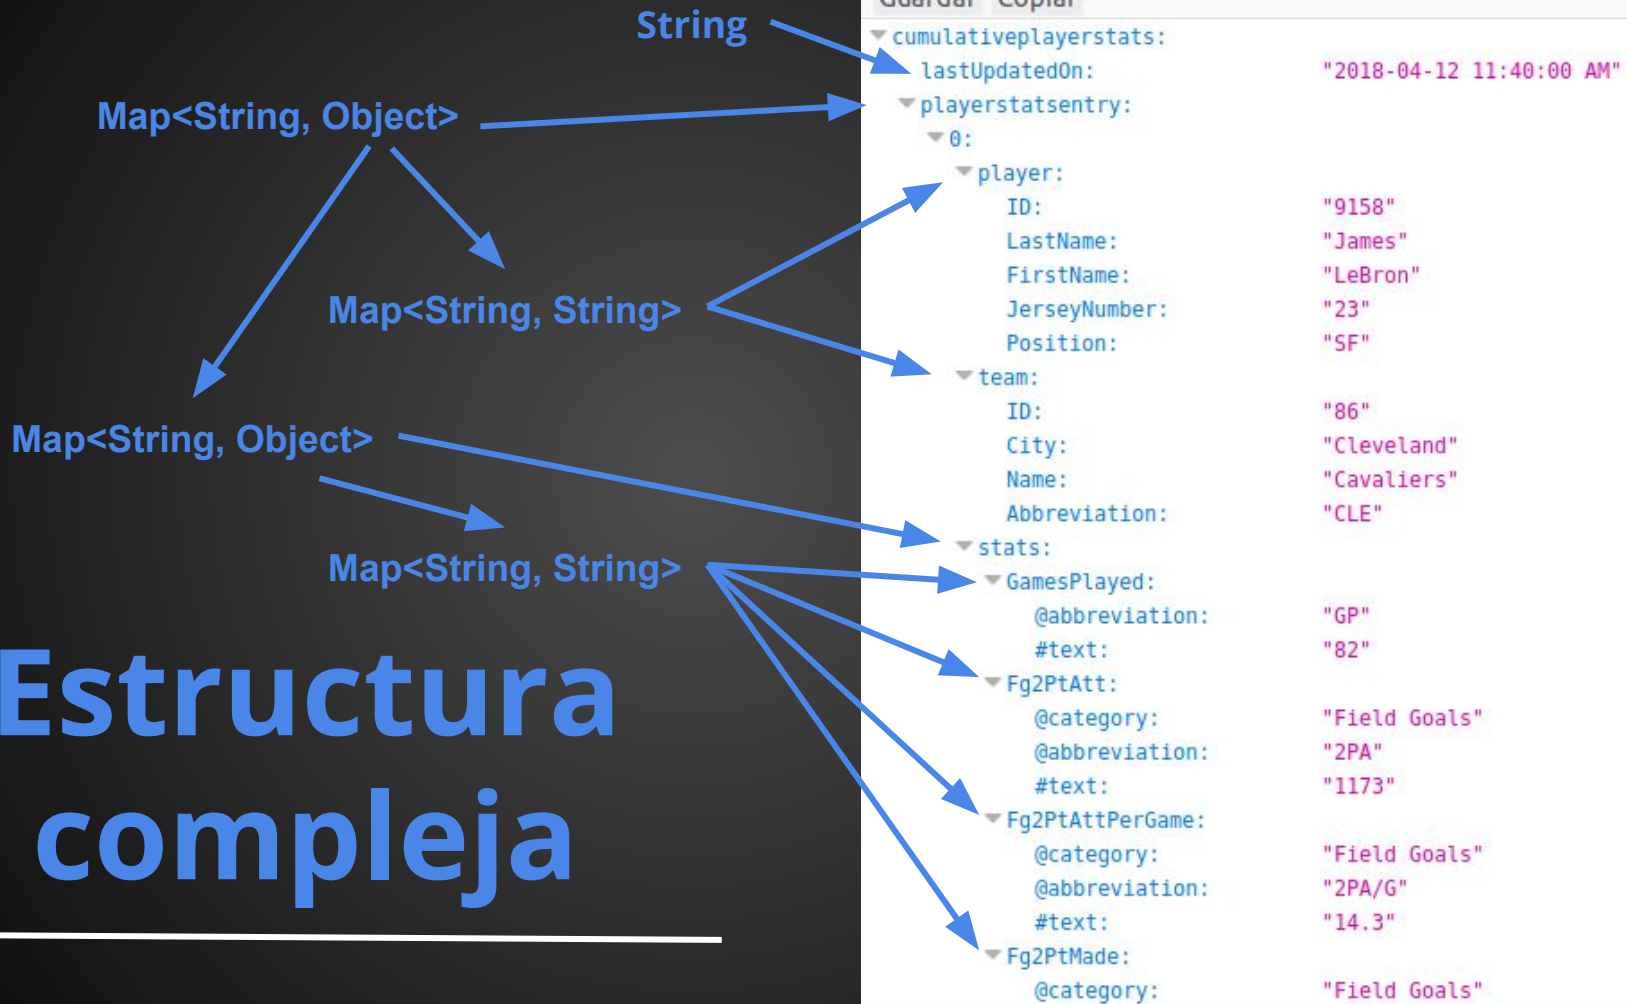 Guardar Copiar
String
Map<String, Object>
Map<String, String>
Map<String, Object>
Map<String, String>
Estructura
compleja
cumulativeplayerstats:
lastUpdatedOn: "2018-04-12 11:40:00 AM"
playerstatsentry:
0:
player:
ID: "9158"
LastName: "James"
FirstName: "LeBron"
JerseyNumber: "23"
Position: "SF"
team:
ID: "86"
City: "Cleveland"
Name: "Cavaliers"
Abbreviation: "CLE"
stats:
GamesPlayed:
@abbreviation: "GP"
#text: "82"
Fg2PtAtt:
@category: "Field Goals"
@abbreviation: "2PA"
#text: "1173"
Fg2PtAttPerGame:
@category: "Field Goals"
@abbreviation: "2PA/G"
#text: "14.3"
Fg2PtMade:
@category: "Field Goals"